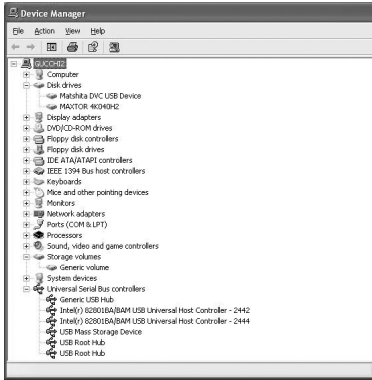 Device Manager
File Action View Help
GUCCHI2
Computer
Disk drives
Matshita DVC USB Device
MAXTOR 4K040H2
Display adapters
DVD/CD-ROM drives
Floppy disk controllers
Floppy disk drives
IDE ATA/ATAPI controllers
IEEE 1394 Bus host controllers
Keyboards
Mice and other pointing devices
Monitors
Network adapters
Ports (COM & LPT)
Processors
Sound, video and game controllers
Storage volumes
Generic volume
System devices
Universal Serial Bus controllers
Generic USB Hub
Intel(r) 82801BA/BAM USB Universal Host Controller - 2442
Intel(r) 82801BA/BAM USB Universal Host Controller - 2444
USB Mass Storage Device
USB Root Hub
USB Root Hub